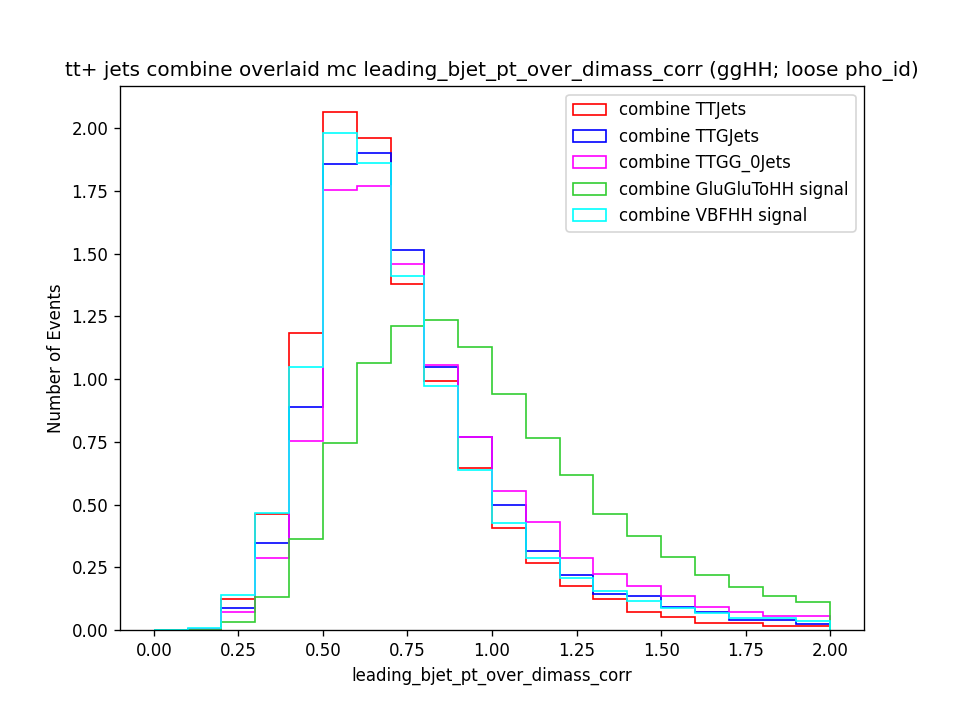 tt+ jets combine overlaid mc leading_bjet_pt_over_dimass_corr (ggHH; loose pho_id)
combine TTJets
combine TTGJets
combine TTGG_0Jets
combine GluGluToHH signal
combine VBFHH signal
Number of Events
2.00
1.75
1.50
1.25
1.00
0.75
0.50
0.25
0.00
0.00 0.25 0.50 0.75 1.00 1.25 1.50 1.75 2.00
leading_bjet_pt_over_dimass_corr